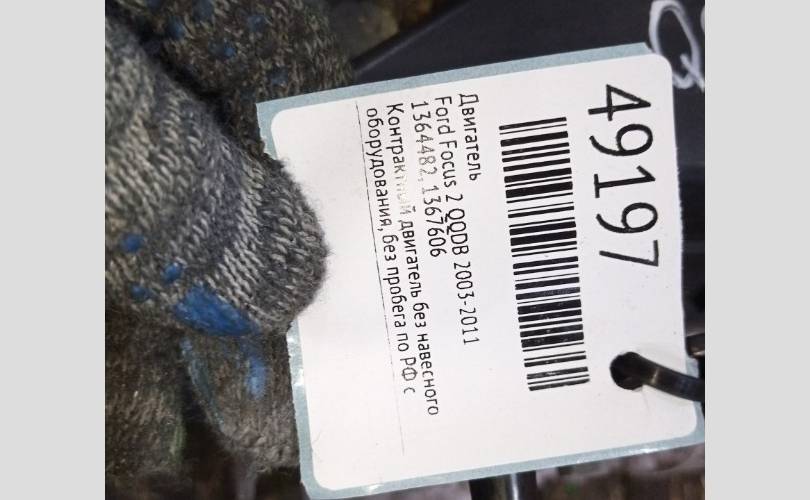 49197
Двигатель
Ford Focus 2 QQDB 2003-2011
1364482, 1367606
Контрактный двигатель без навесного
оборудования, без пробега по РФ с